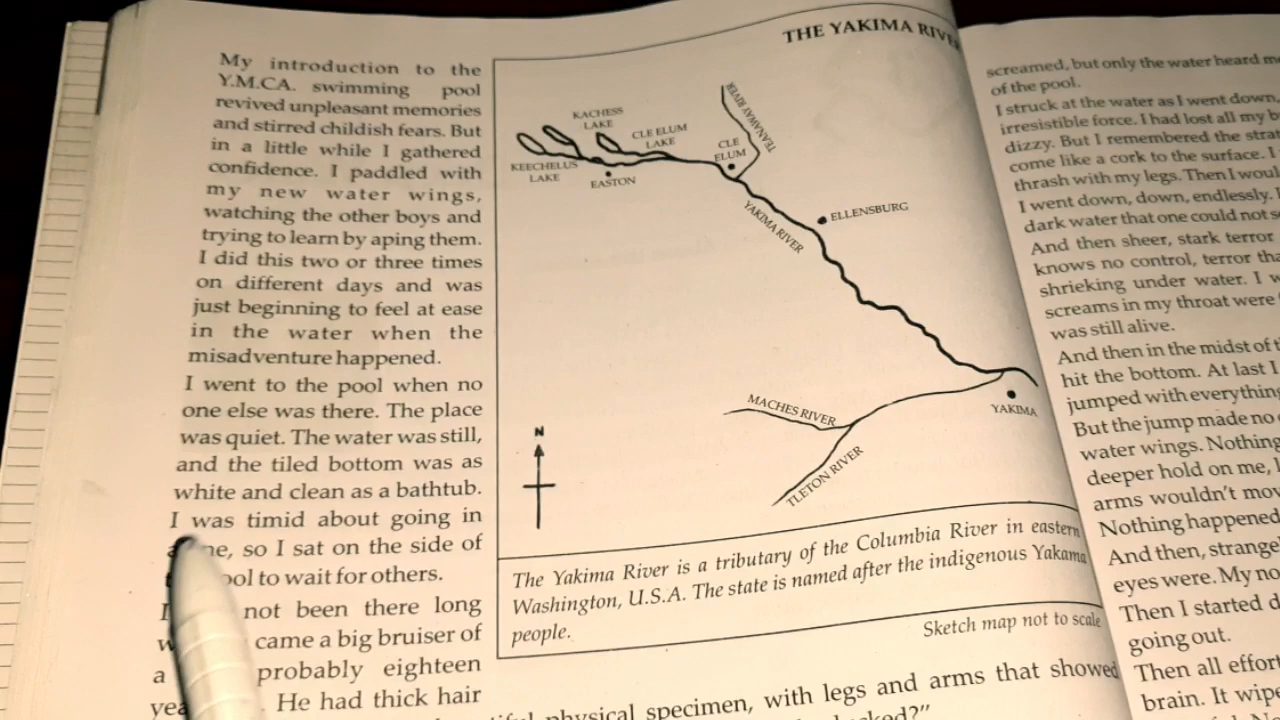 THE YAKIMA RIVE
My introduction to the
Y.M.CA. swimming pool
revived unpleasant memories
and stirred childish fears. But
in a little while I gathered
confidence. I paddled with
my new water wings,
watching the other boys and
trying to learn by aping them.
I did this two or three times
on different days and was
just beginning to feel at ease
in the water when the
misadventure happened.
I went to the pool when no
one else was there. The place
was quiet. The water was still,
and the tiled bottom was as
white and clean as a bathtub.
I was timid about going in
so I sat on the side of
to wait for others.
not been there long
came a big bruiser of
a probably eighteen
He had thick hair
physical specimen, with legs and arms that showed
KACHESS
LAKE
CLE ELUM
LAKE
KEECHELUS
LAKE
EASTON
TEANAWAY RIVER
CLE
ELUM
YAKIMA RIVER
ELLENSBURG
MACHES RIVER
TLETON RIVER
YAKIMA
N
The Yakima River is a tributary of the Columbia River in eastern
Washington, U.S.A. The state is named after the indigenous Yakama
people.
Sketch map not to scale
screamed, but only the water heard
of the pool.
I struck at the water as I went down,
irresistible force. I had lost all my
dizzy. But I remembered the
come like a cork to the surface. I
thrash with my legs. Then I
I went down, down, endlessly.
dark water that one could not
And then sheer, stark terror
knows no control, terror
shrieking under water. I
screams in my throat were
was still alive.
And then in the midst of
hit the bottom. At last I
jumped with
But the jump made no
water wings. Nothing
deeper hold on me,
arms wouldn't
Nothing happened
And then,
eyes were. My
Then I started
going out.
Then all
brain. It